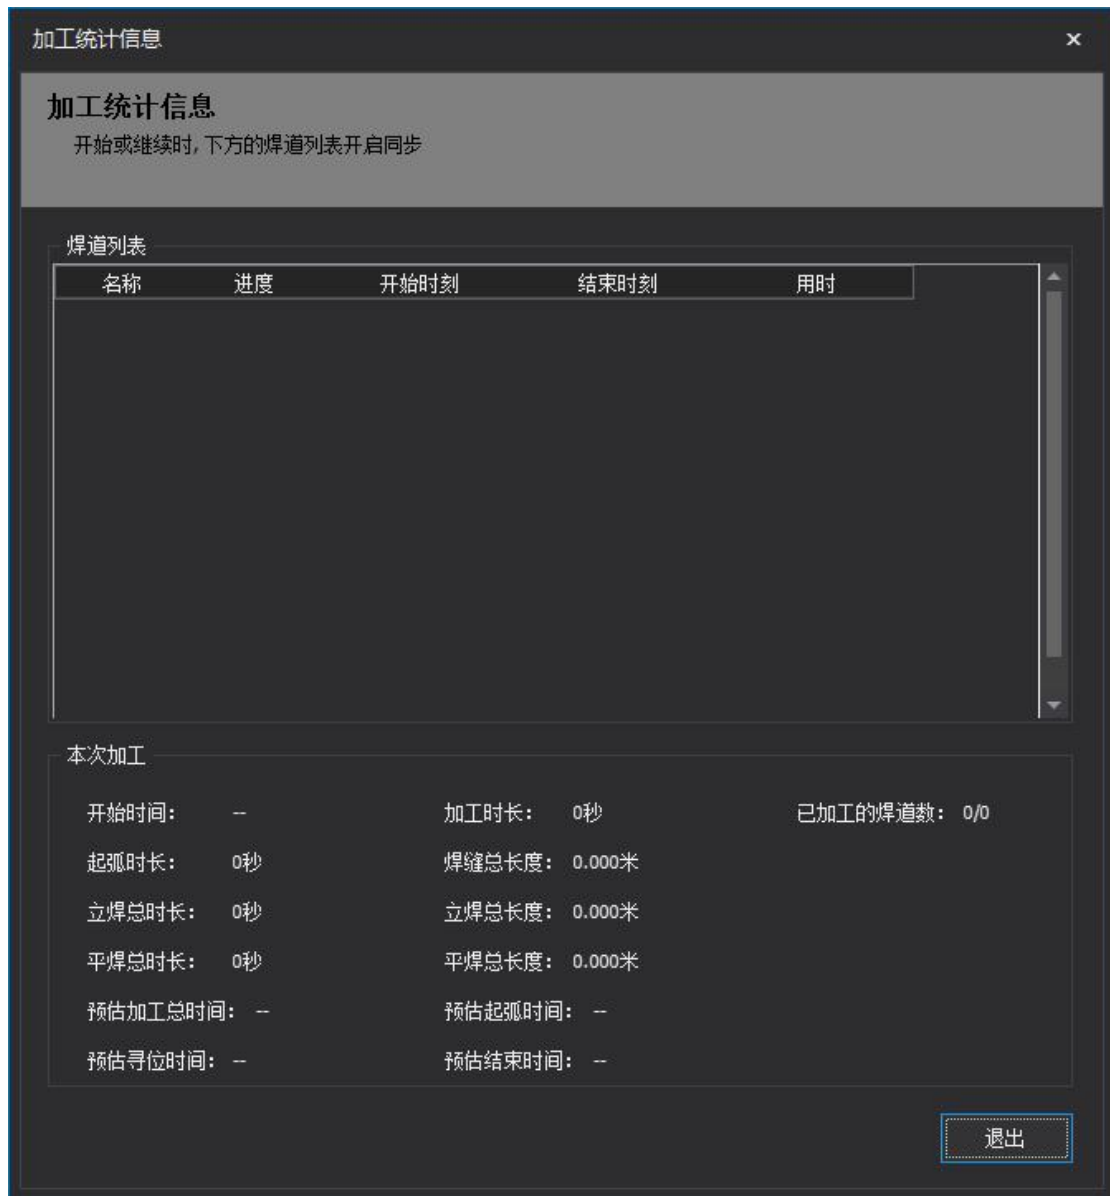 加工统计信息
加工统计信息
开始或继续时,下方的焊道列表开启同步
焊道列表
名称 进度 开始时刻 结束时刻 用时
本次加工
开始时间: -- 加工时长: 0秒 已加工的焊道数: 0/0
起弧时长: 0秒 焊缝总长度: 0.000米
立焊总时长: 0秒 立焊总长度: 0.000米
平焊总时长: 0秒 平焊总长度: 0.000米
预估加工总时间: -- 预估起弧时间: --
预估寻位时间: -- 预估结束时间: --
退出